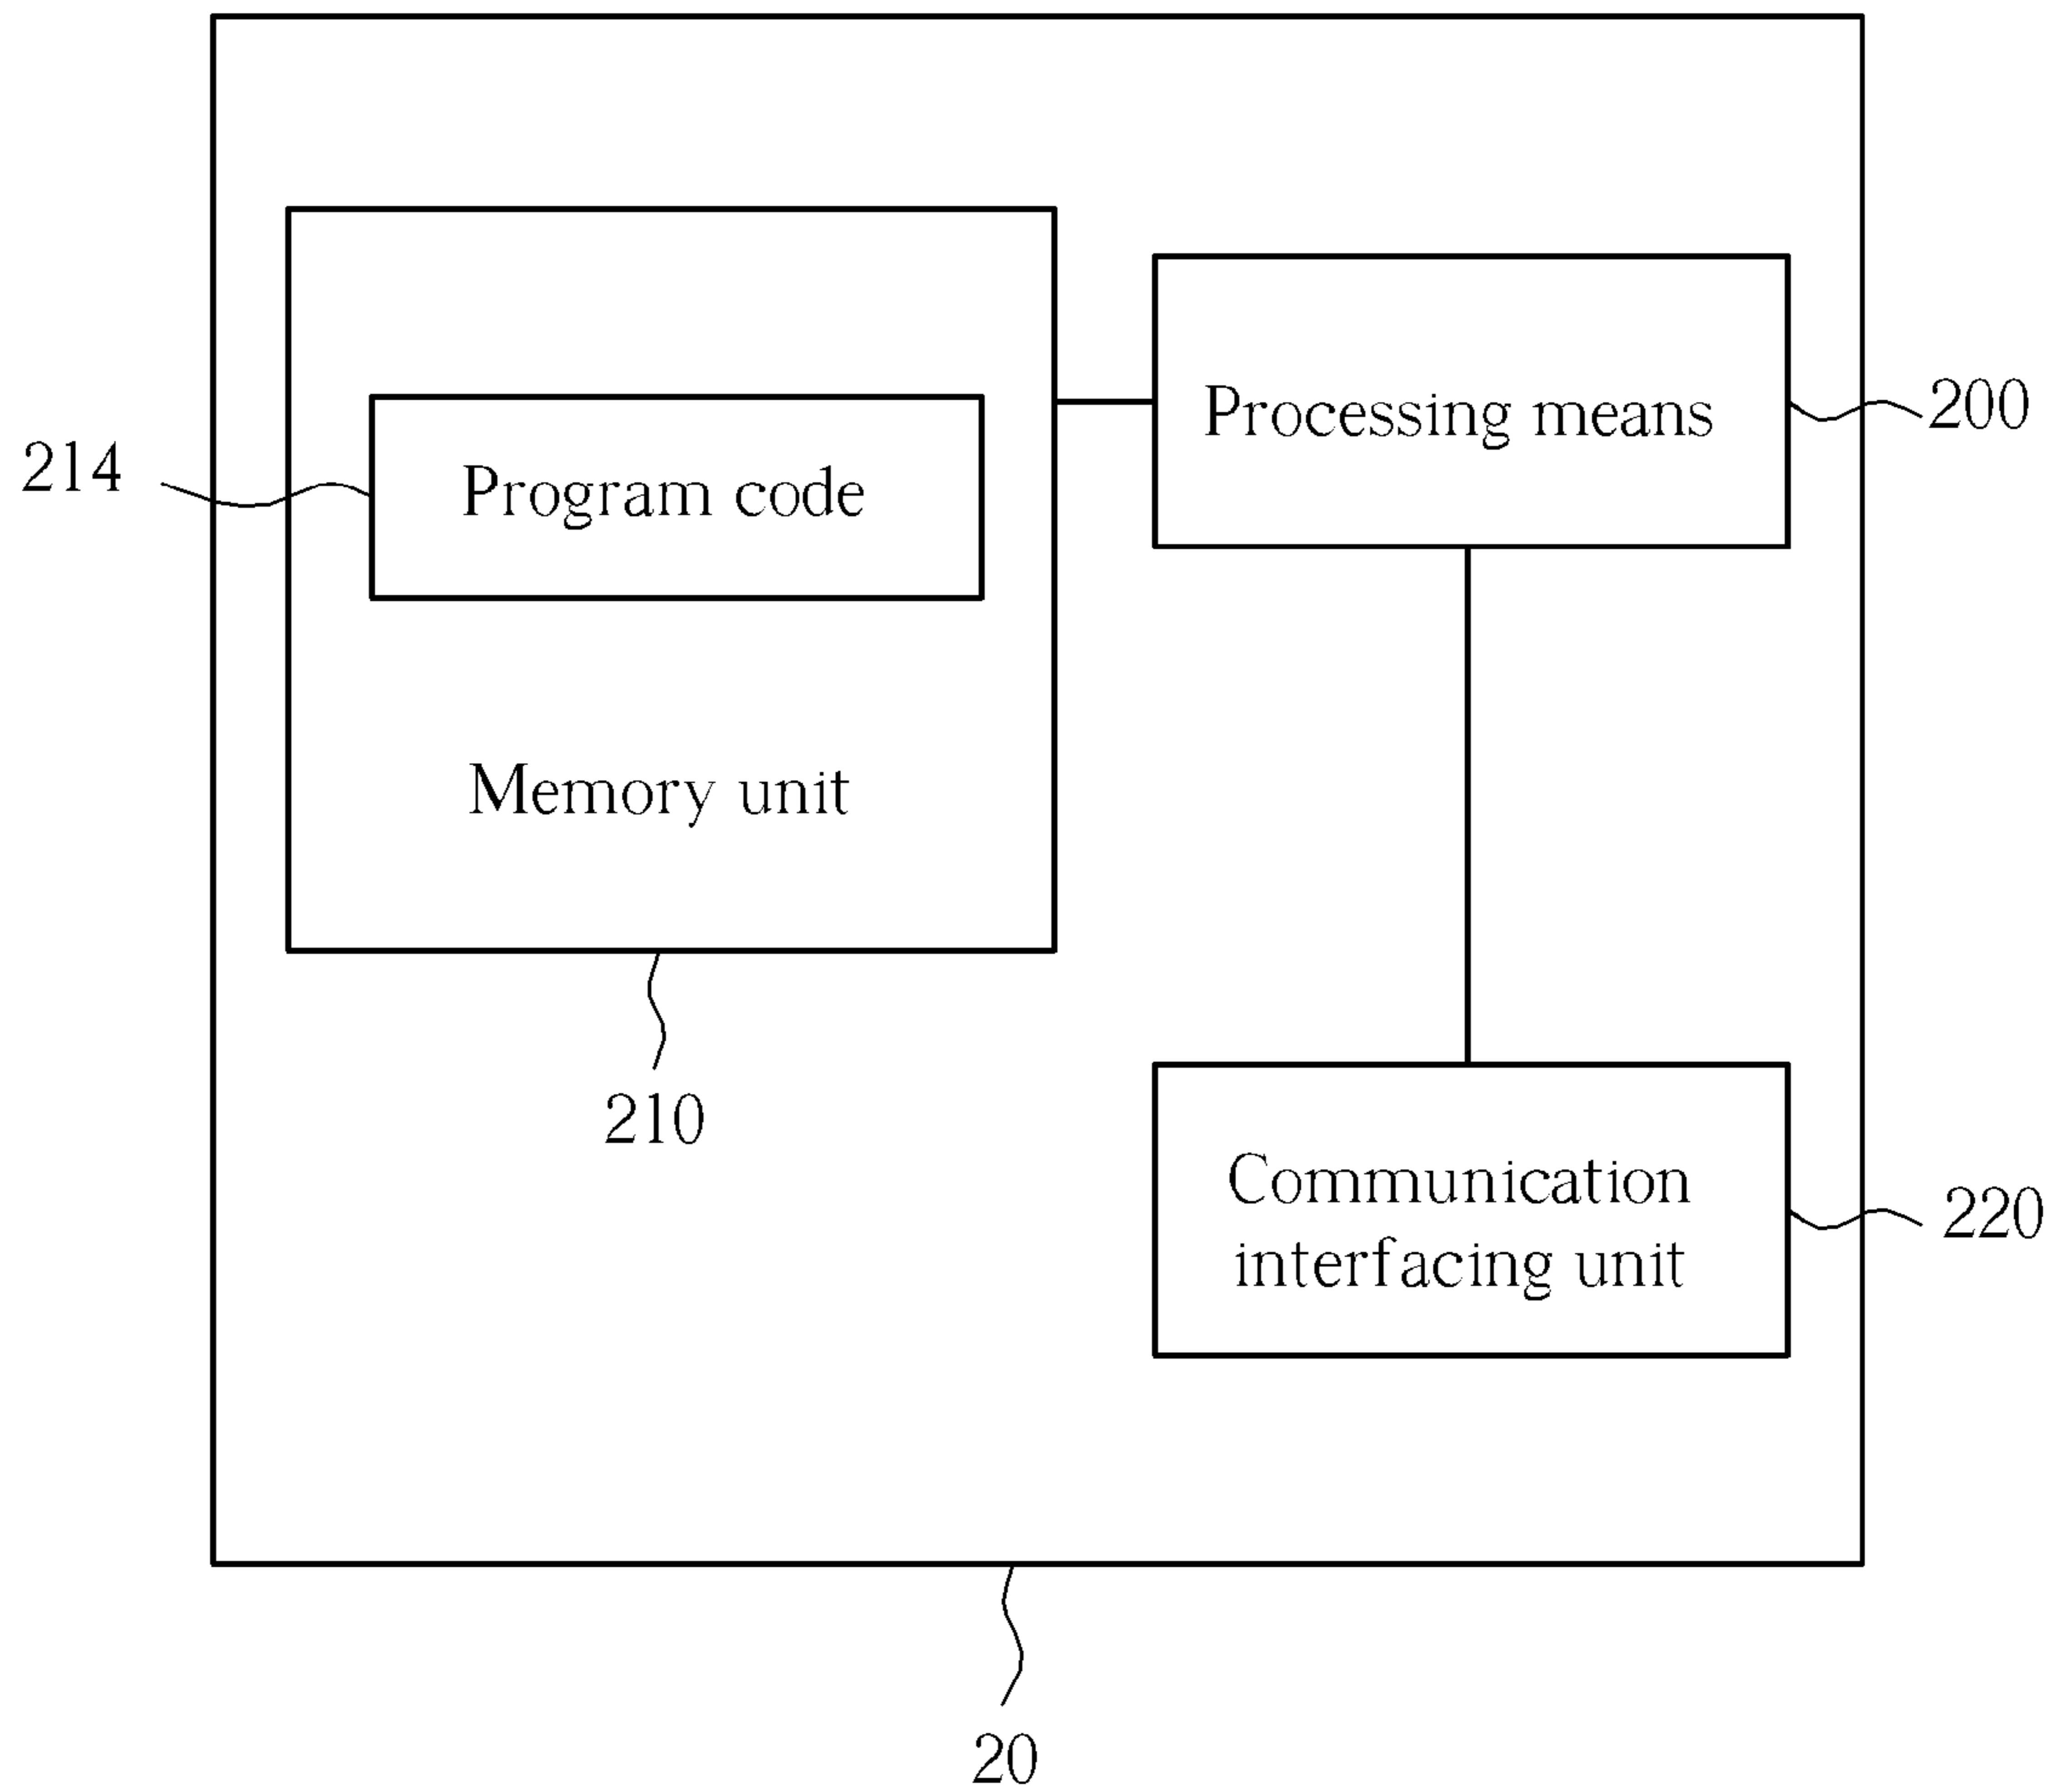 Processing means
200
214
Program code
Memory unit
210
Communication
interfacing unit
220
20